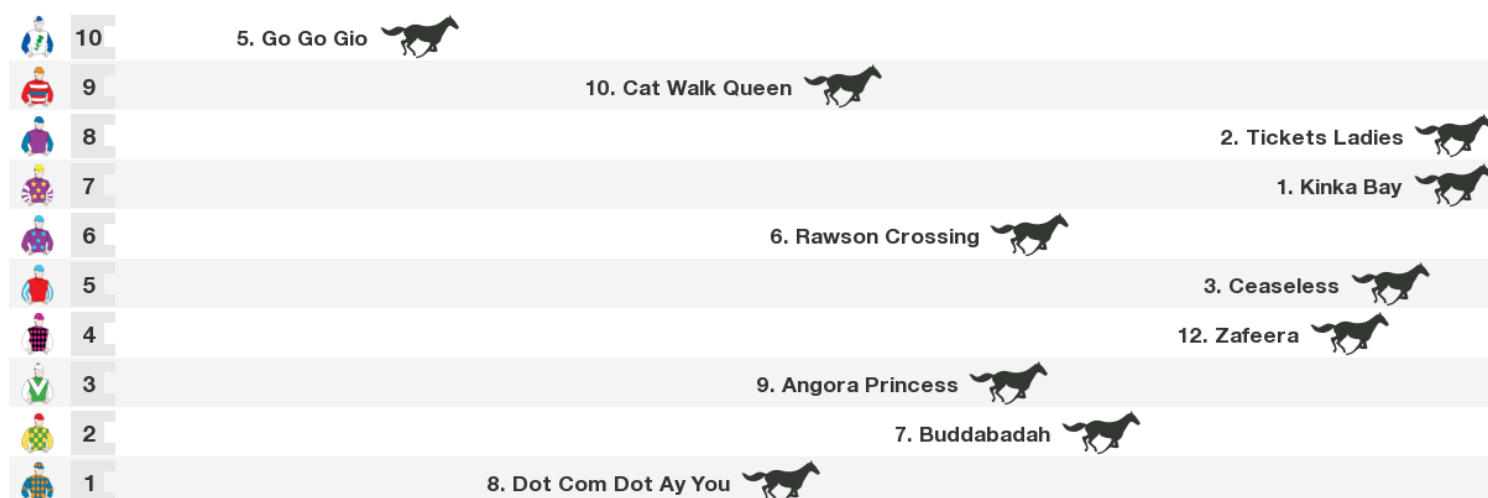 10 5. Go Go Gio
9 10. Cat Walk Queen
8 2. Tickets Ladies
7 1. Kinka Bay
6 6. Rawson Crossing
5 3. Ceaseless
4 12. Zafeera
3 9. Angora Princess
2 7. Buddabadah
1 8. Dot Com Dot Ay You